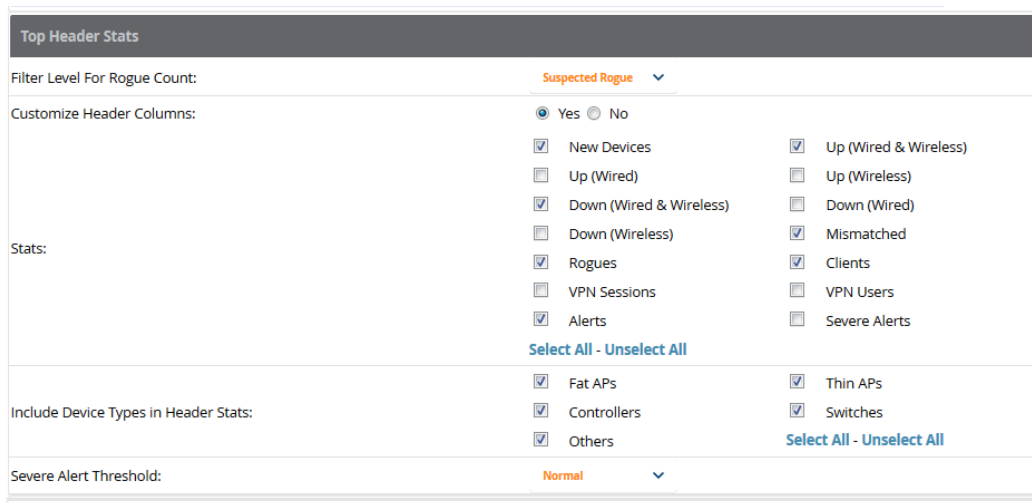 Top Header Stats
Filter Level For Rogue Count: Suspected Rogue
Customize Header Columns: Yes No
New Devices Up (Wired & Wireless)
Up (Wired) Up (Wireless)
Down (Wired & Wireless) Down (Wired)
Down (Wireless) Mismatched
Stats:
Rogues Clients
VPN Sessions VPN Users
Alerts Severe Alerts
Select All - Unselect All
Fat APs Thin APs
Include Device Types in Header Stats: Controllers Switches
Others Select All - Unselect All
Severe Alert Threshold: Normal